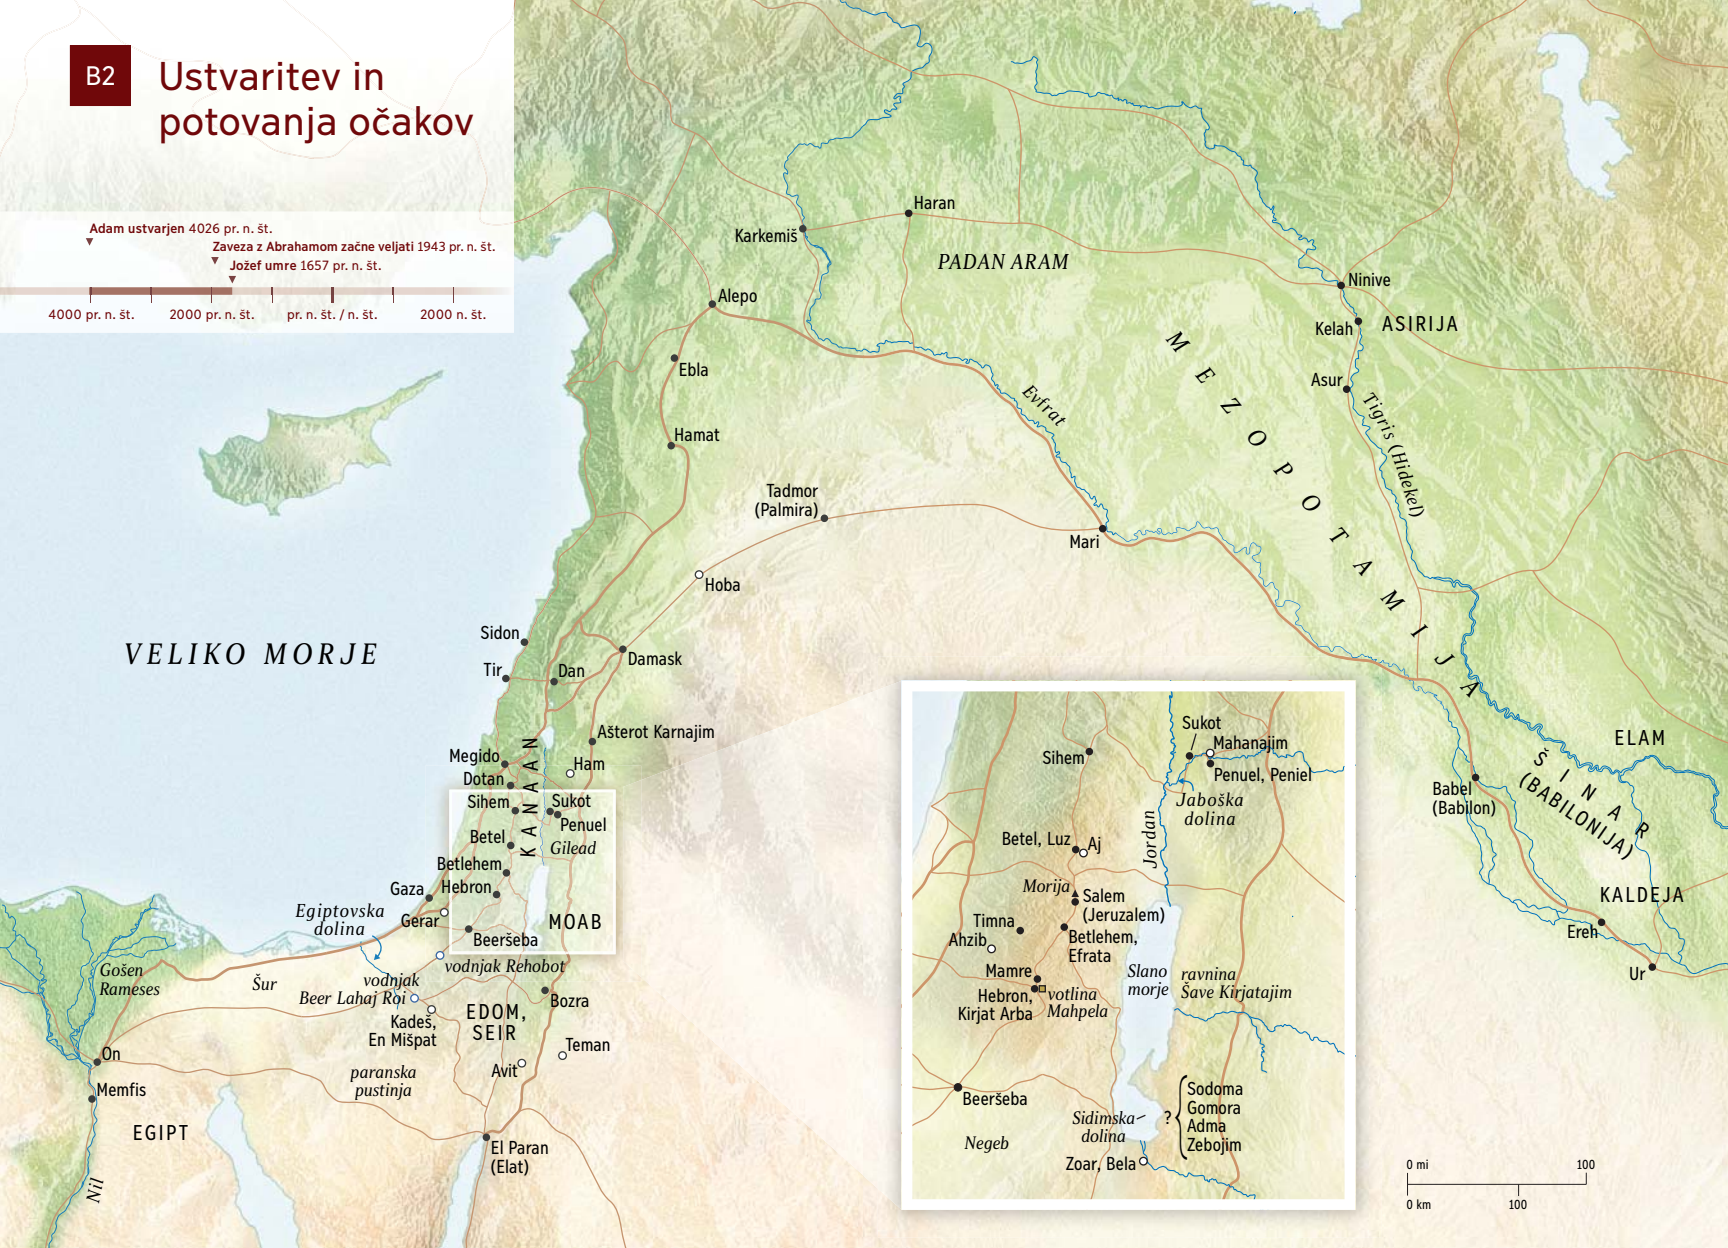 B2
Ustvaritev in
potovanja očakov
Adam ustvarjen 4026 pr. n. št.
Zaveza z Abrahamom začne veljati 1943 pr. n. št.
Jožef umre 1657 pr. n. št.
4000 pr. n. št.
2000 pr. n. št.
pr. n. št. / n. št.
2000 n. št.
Haran
Karkemiš
PADAN ARAM
Ninive
Alepo
Kelah
ASIRIJA
Ebla
Asur
Evfrat
Tigris (Hidekel)
MEZOPOTAMIJA
Hamat
Tadmor
(Palmira)
Mari
Hoba
VELIKO MORJE
Sidon
Damask
Tir
Dan
Ašterot Karnajim
Megido
Ham
Dotan
KANAAN
Sihem
Sukot
Penuel
Betel
Gilead
Betlehem
Gaza
Hebron
Gerar
MOAB
Egiptovska
dolina
Beeršeba
vodnjak Rehobot
Gošen
Rameses
Šur
vodnjak
Beer Lahaj Roi
Bozra
Kadeš,
En Mišpat
EDOM,
SEIR
Teman
On
Avit
paranska
pustinja
Memfis
EGIPT
El Paran
(Elat)
Nil
ELAM
ŠINAR
(BABILONIJA)
Babel
(Babilon)
KALDEJA
Ereh
Ur
Sukot
Mahanajim
Sihem
Penuel, Peniel
Jaboška
dolina
Jordan
Betel, Luz
Aj
Morija
Salem
(Jeruzalem)
Timna
Ahzib
Betlehem,
Efrata
Mamre
Slano
morje
ravnina
Šave Kirjatajim
Hebron,
Kirjat Arba
votlina
Mahpela
Beeršeba
Sidimska
dolina
?
Sodoma
Gomora
Adma
Zebojim
Negeb
Zoar, Bela
0 mi
100
0 km
100